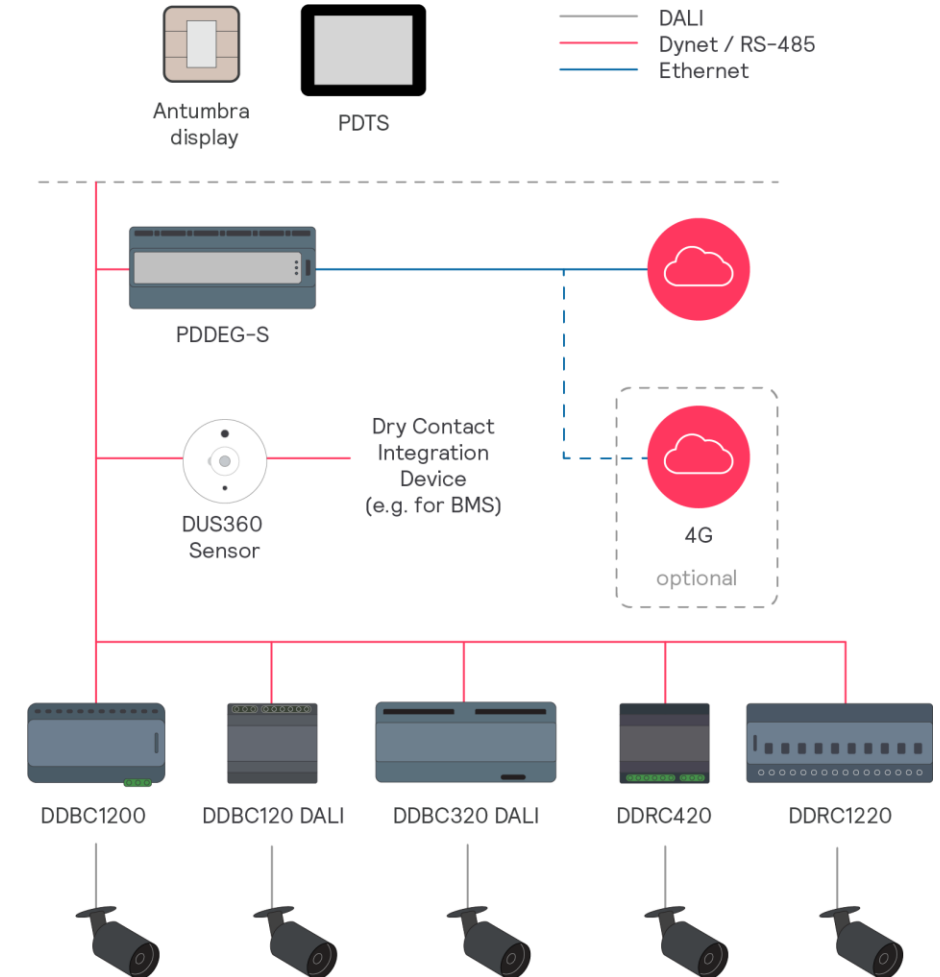 DALI
Dynet / RS-485
Ethernet
Antumbra
display
PDTS
PDDEG-S
Dry Contact
Integration
Device
(e.g. for BMS)
DUS360
Sensor
4G
optional
DDBC1200
DDBC120 DALI
DDBC320 DALI
DDRC420
DDRC1220